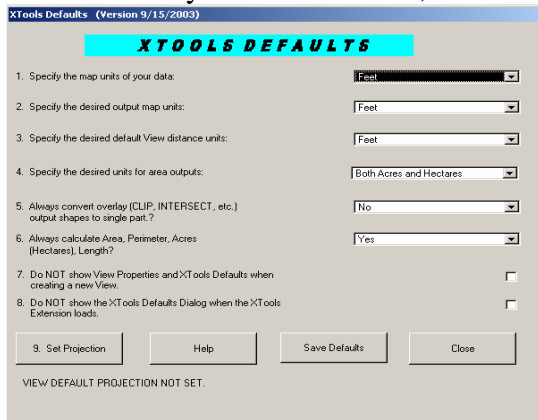 XTools Defaults (Version 9/15/2003)
XTOOLS DEFAULTS
1. Specify the map units of your data:
Feet
2. Specify the desired output map units:
Feet
3. Specify the desired default View distance units:
Feet
4. Specify the desired units for area outputs:
Both Acres and Hectares
5. Always convert overlay (CLIP, INTERSECT, etc.)
output shapes to single part.?
No
6. Always calculate Area, Perimeter, Acres
(Hectares), Length?
Yes
7. Do NOT show View Properties and XTools Defaults when
creating a new View.
8. Do NOT show the XTools Defaults Dialog when the XTools
Extension loads.
9. Set Projection
Help
Save Defaults
Close
VIEW DEFAULT PROJECTION NOT SET.